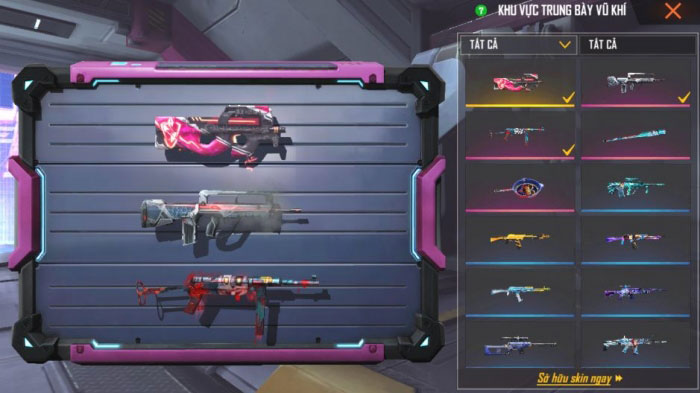 ? KHU VỰC TRƯNG BÀY VŨ KHÍ
TẤT CẢ TẤT CẢ
Sở hữu skin ngay